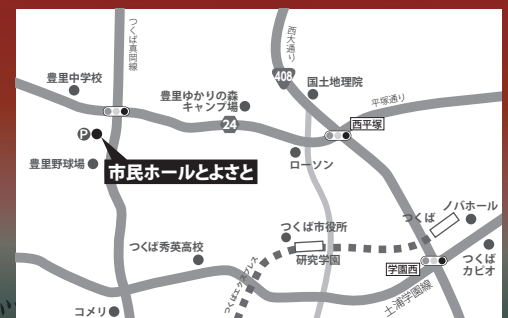 つくば真岡線
西大通り
408
国土地理院
豊里中学校
豊里ゆかりの森
キャンプ場
平塚通り
24
西平塚
P
豊里野球場
市民ホールとよさと
ローソン
ノバホール
つくば
つくば市役所
つくば秀英高校
研究学園
学園西
つくば
カピオ
つくばエクスプレス
土浦学園線
コメリ